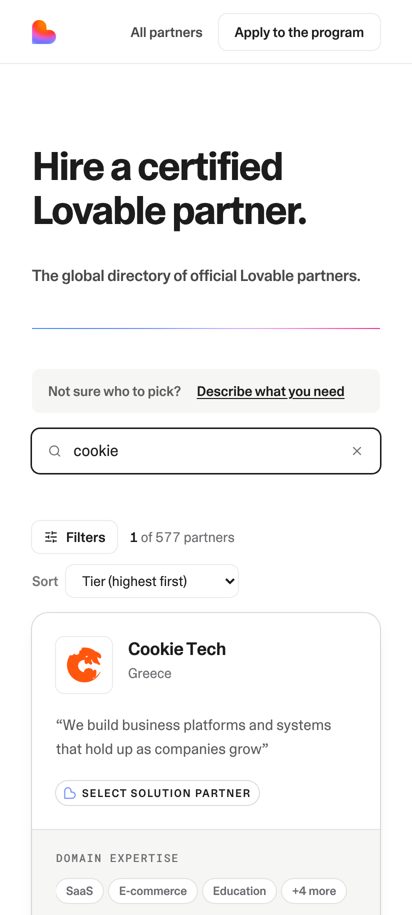 All partners
Apply to the program
Hire a certified
Lovable partner.
The global directory of official Lovable partners.
Not sure who to pick? Describe what you need
cookie
Filters
1 of 577 partners
Sort
Tier (highest first)
Cookie Tech
Greece
“We build business platforms and systems
that hold up as companies grow”
SELECT SOLUTION PARTNER
DOMAIN EXPERTISE
SaaS
E-commerce
Education
+4 more